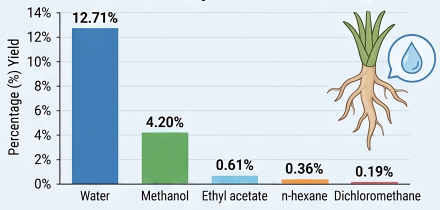 Percentage (%) Yield
14%
12%
10%
8%
6%
4%
2%
0%
12.71%
4.20%
0.61%
0.36%
0.19%
Water
Methanol
Ethyl acetate
n-hexane
Dichloromethane